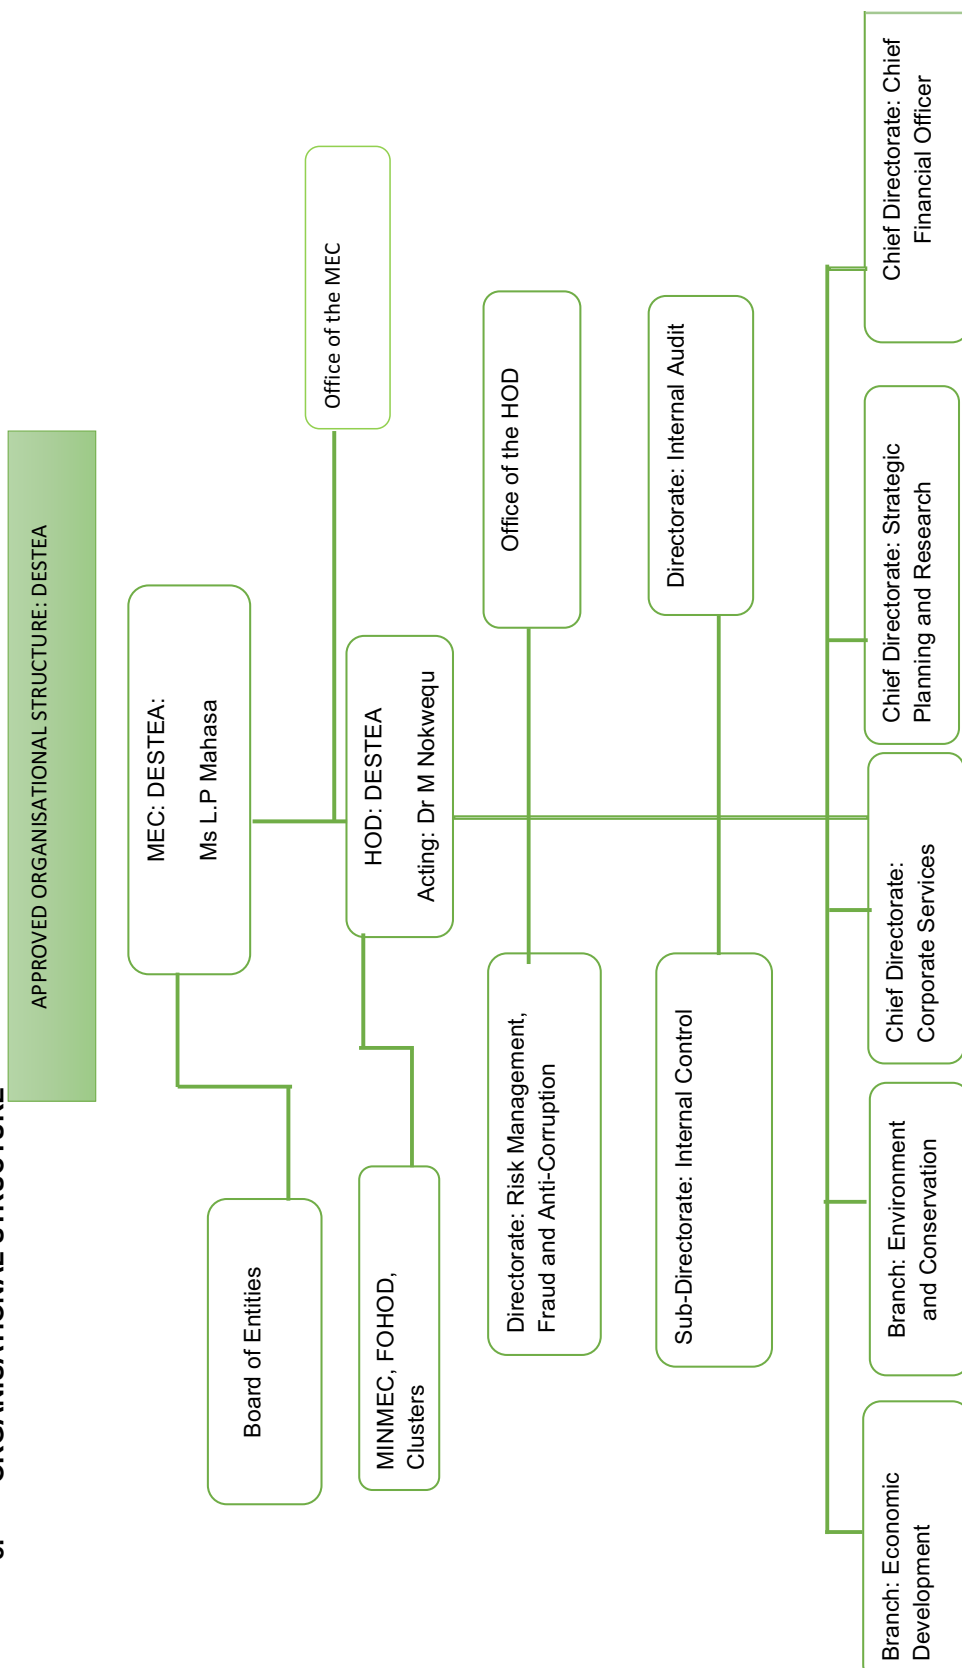 APPROVED ORGANISATIONAL STRUCTURE: DESTEA
MEC: DESTEA:
Ms L.P Mahasa
Office of the MEC
Board of Entities
HOD: DESTEA
Acting: Dr M Nokwequ
MINMEC, FOHOD,
Clusters
Office of the HOD
Directorate: Risk Management,
Fraud and Anti-Corruption
Directorate: Internal Audit
Sub-Directorate: Internal Control
Branch: Economic
Development
Branch: Environment
and Conservation
Chief Directorate:
Corporate Services
Chief Directorate: Strategic
Planning and Research
Chief Directorate: Chief
Financial Officer